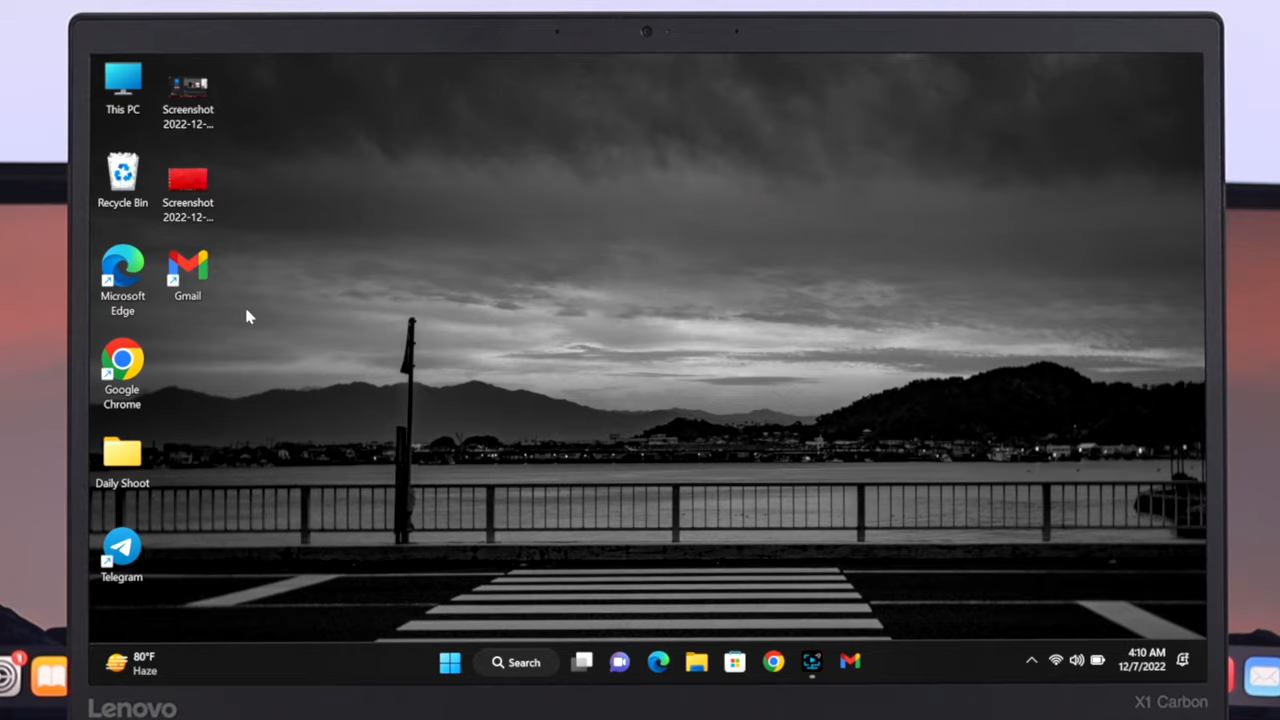 This PC
Screenshot
2022-12-...
Recycle Bin
Screenshot
2022-12-...
Microsoft
Edge
Gmail
Google
Chrome
Daily Shoot
Telegram
80°F
Haze
Search
4:10 AM
12/7/2022
1
Lenovo
X1 Carbon